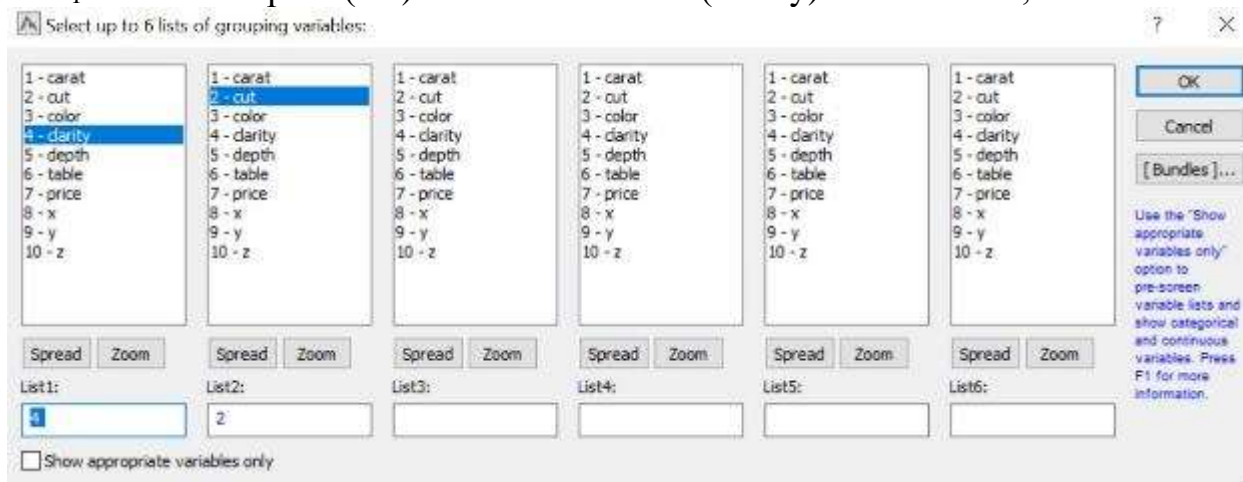 Select up to 6 lists of grouping variables:
?
1 - carat
2 - cut
3 - color
4 - clarity
5 - depth
6 - table
7 - price
8 - x
9 - y
10 - z
1 - carat
2 - cut
3 - color
4 - clarity
5 - depth
6 - table
7 - price
8 - x
9 - y
10 - z
1 - carat
2 - cut
3 - color
4 - clarity
5 - depth
6 - table
7 - price
8 - x
9 - y
10 - z
1 - carat
2 - cut
3 - color
4 - clarity
5 - depth
6 - table
7 - price
8 - x
9 - y
10 - z
1 - carat
2 - cut
3 - color
4 - clarity
5 - depth
6 - table
7 - price
8 - x
9 - y
10 - z
1 - carat
2 - cut
3 - color
4 - clarity
5 - depth
6 - table
7 - price
8 - x
9 - y
10 - z
OK
Cancel
[ Bundles ]...
Use the "Show
appropriate
variables only"
option to
pre-screen
variable lists and
show categorical
and continuous
variables. Press
F1 for more
information.
Spread Zoom Spread Zoom Spread Zoom Spread Zoom Spread Zoom Spread Zoom
List1: List2: List3: List4: List5: List6:
4 2
Show appropriate variables only